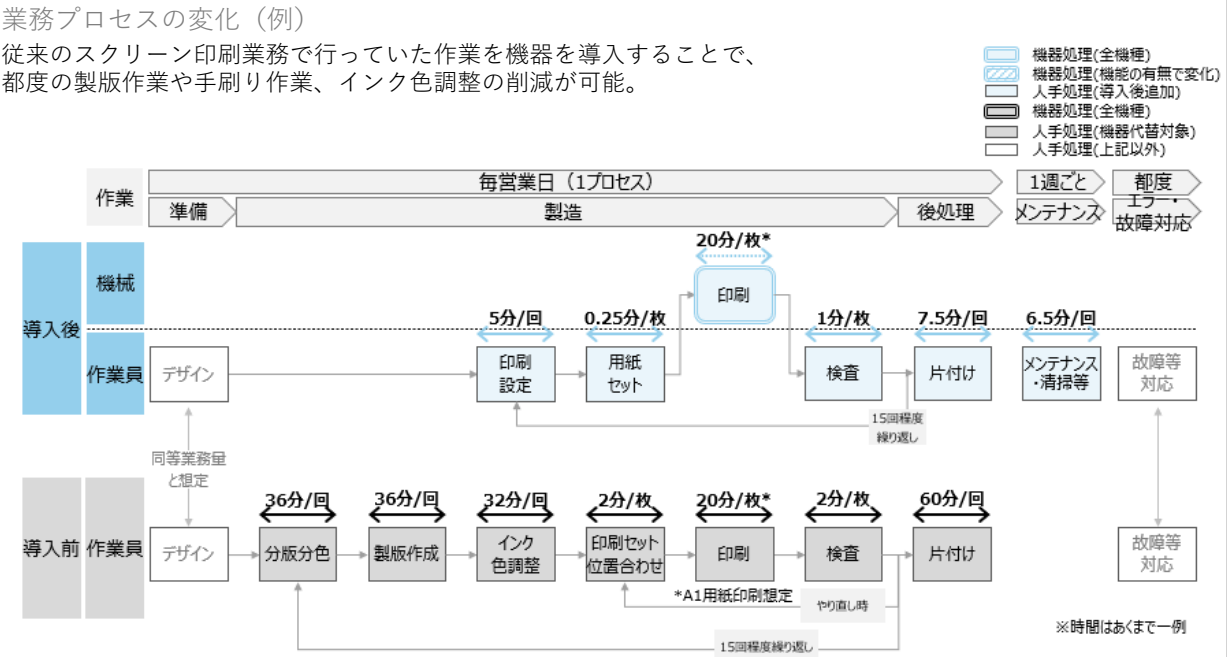 業務プロセスの変化（例）
従来のスクリーン印刷業務で行っていた作業を機器を導入することで、
都度の製版作業や手刷り作業、インク色調整の削減が可能。
機器処理(全機種)
機器処理(機能の有無で変化)
人手処理(導入後追加)
機器処理(全機種)
人手処理(機器代替対象)
人手処理(上記以外)
作業
毎営業日（1プロセス）
1週ごと
都度
準備
製造
後処理
メンテナンス
エラー・
故障対応
導入後
機械
20分/枚*
印刷
作業員
5分/回
0.25分/枚
1分/枚
7.5分/回
6.5分/回
デザイン
印刷
設定
用紙
セット
検査
片付け
メンテナンス
・清掃等
故障等
対応
15回程度
繰り返し
同等業務量
と想定
導入前
作業員
36分/回
36分/回
32分/回
2分/枚
20分/枚*
2分/枚
60分/回
デザイン
分版分色
製版作成
インク
色調整
印刷セット
位置合わせ
印刷
検査
片付け
故障等
対応
*A1用紙印刷想定
やり直し時
15回程度繰り返し
※時間はあくまで一例